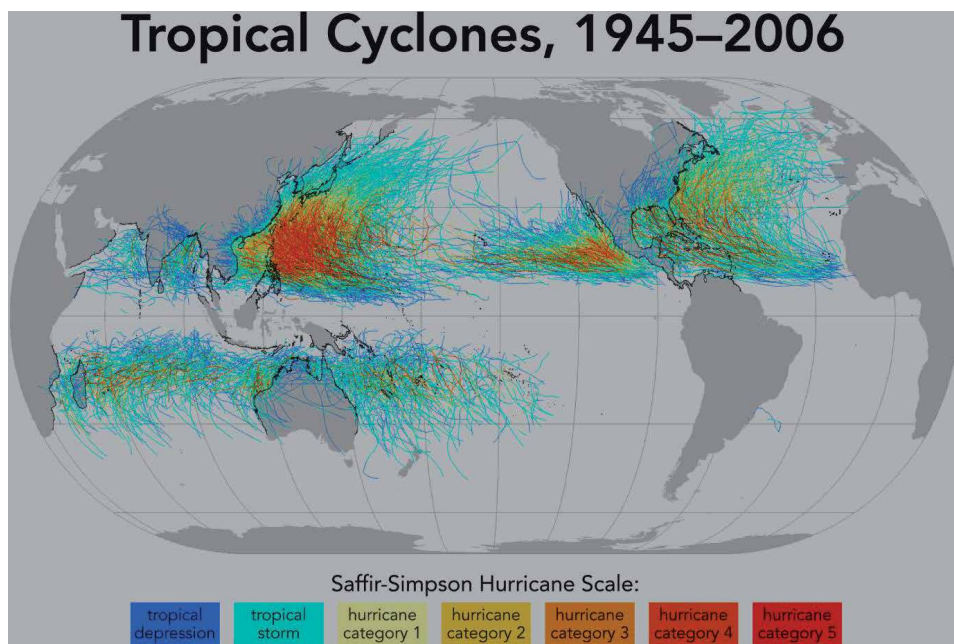 Tropical Cyclones, 1945–2006
Saffir-Simpson Hurricane Scale:
tropical depression
tropical storm
hurricane category 1
hurricane category 2
hurricane category 3
hurricane category 4
hurricane category 5